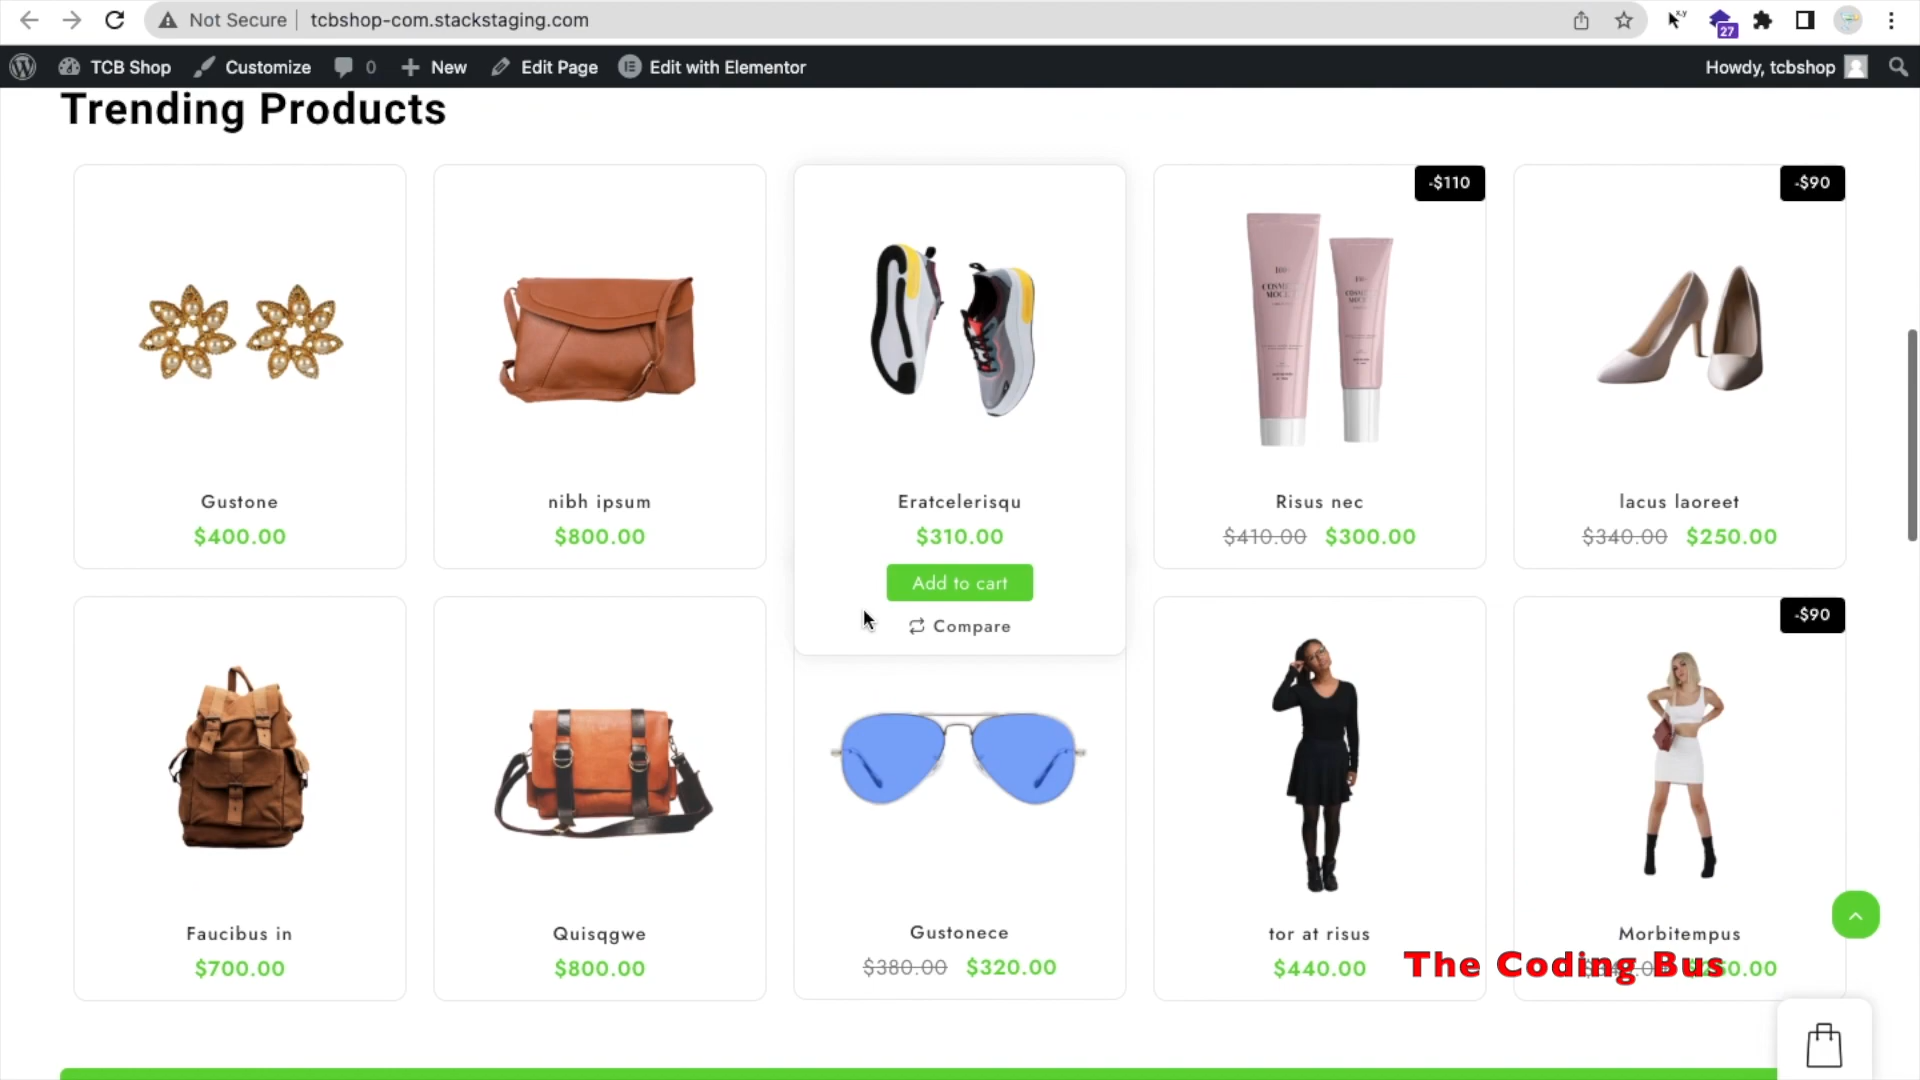 Not Secure tcbshop-com.stackstaging.com
27
TCB Shop Customize 0 New Edit Page Edit with Elementor Howdy, tcbshop
Trending Products
-$110
-$90
Gustone
$400.00
nibh ipsum
$800.00
Eratcelerisqu
$310.00
Add to cart
Compare
Risus nec
$410.00 $300.00
lacus laoreet
$340.00 $250.00
-$90
Faucibus in
$700.00
Quisqgwe
$800.00
Gustonece
$380.00 $320.00
tor at risus
$440.00
Morbitempus
The Coding Bus